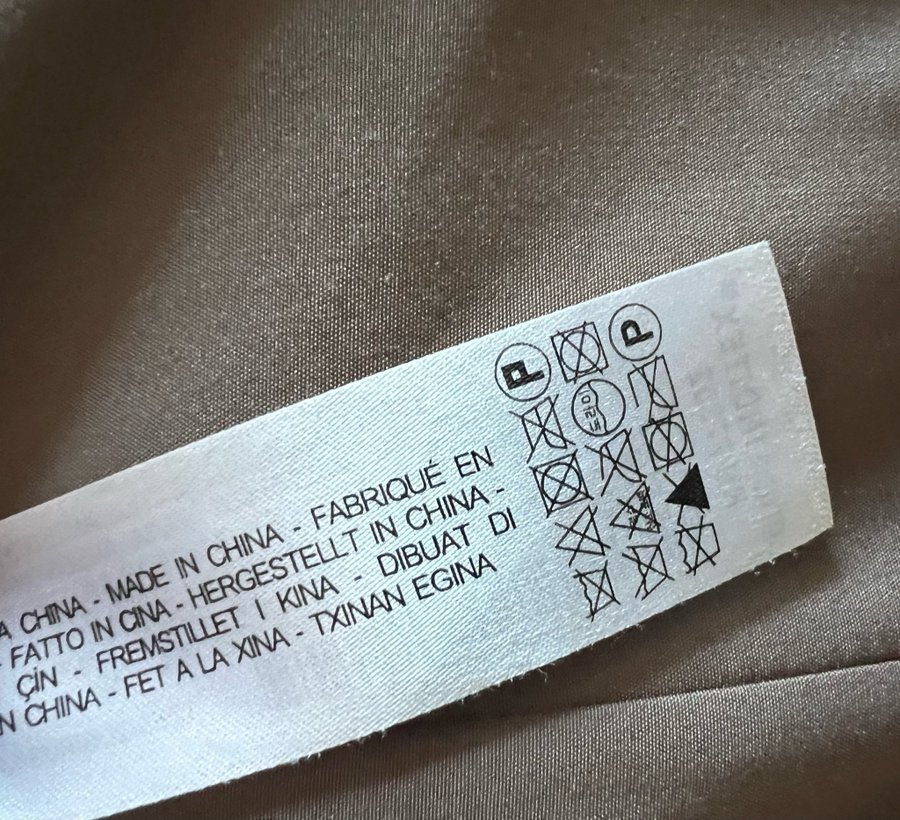 A CHINA - MADE IN CHINA - FABRIQUÉ EN
- FATTO IN CINA - HERGESTELLT IN CHINA -
ÇİN - FREMSTILLET I KINA - DIBUAT DI
N CHINA - FET A LA XINA - TXINAN EGINA
P
P